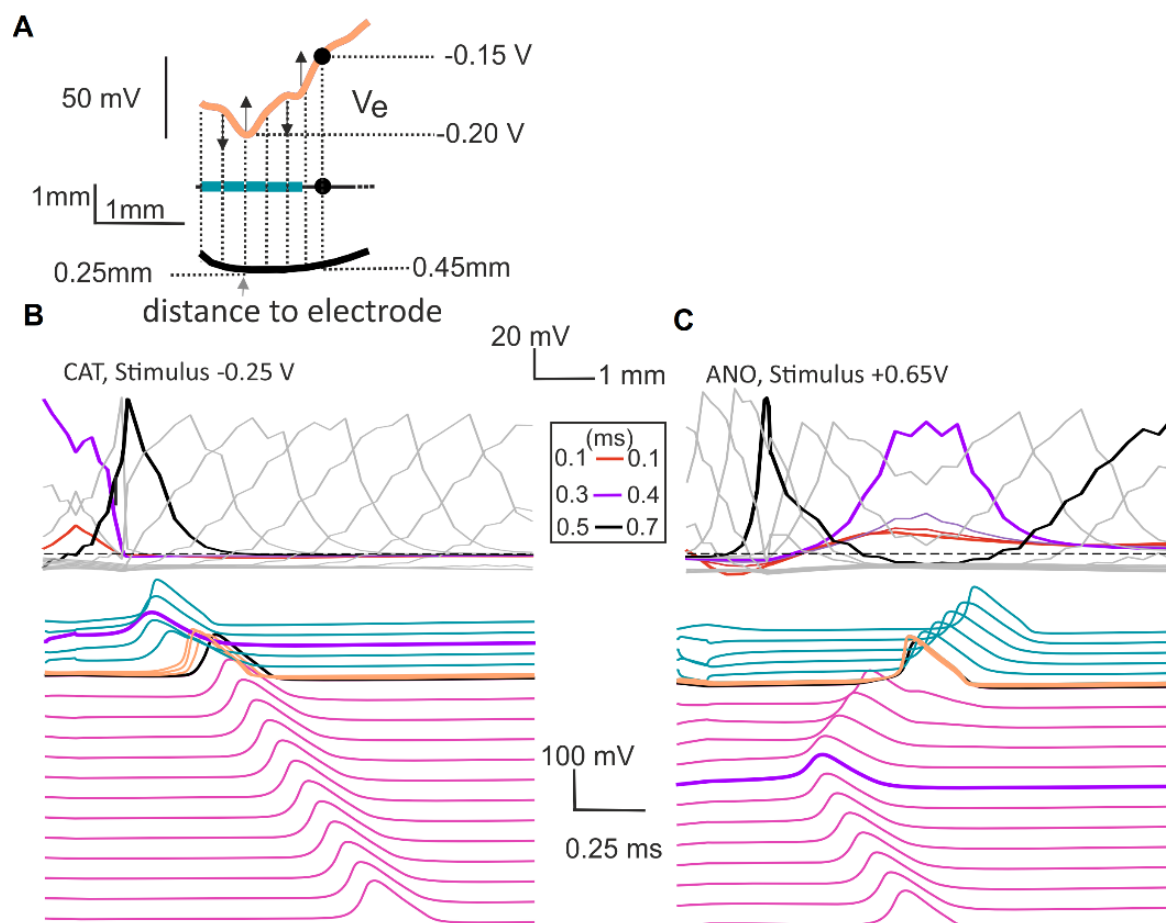 A
-0.15 V
50 mV
Ve
-0.20 V
1mm
1mm
0.25mm
0.45mm
distance to electrode
B
C
20 mV
1 mm
CAT, Stimulus -0.25 V
ANO, Stimulus +0.65V
(ms)
0.1 0.1
0.3 0.4
0.5 0.7
100 mV
0.25 ms